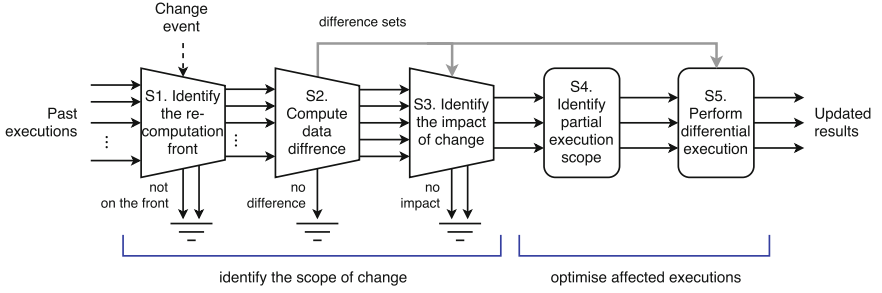 Change
event
difference sets
Past
executions
S1. Identify
the re-
computation
front
S2.
Compute
data
diffrence
S3. Identify
the impact
of change
S4.
Identify
partial
execution
scope
S5.
Perform
differential
execution
Updated
results
not
on the front
no
difference
no
impact
identify the scope of change
optimise affected executions